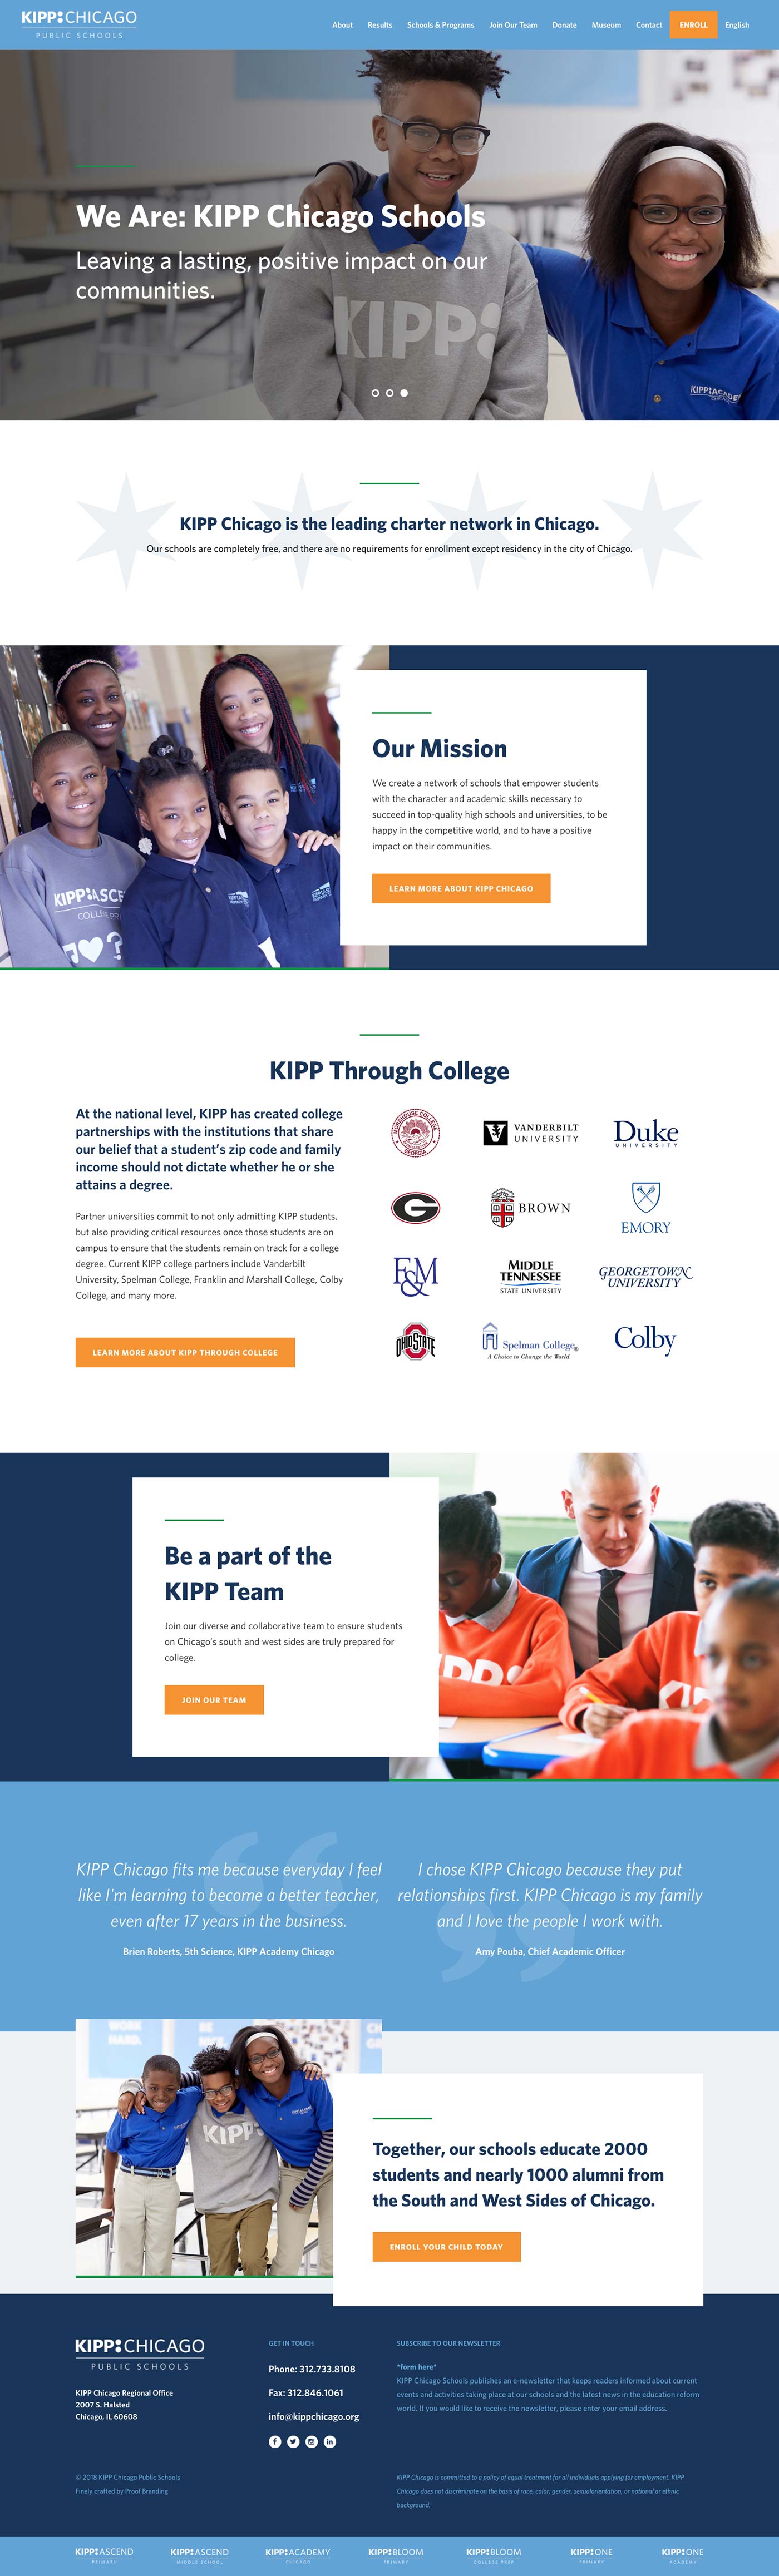 KIPP:CHICAGO
PUBLIC SCHOOLS
About Results Schools & Programs Join Our Team Donate Museum Contact ENROLL English
We Are: KIPP Chicago Schools
Leaving a lasting, positive impact on our
communities.
KIPP:
KIPP:ACADEMY
KIPP Chicago is the leading charter network in Chicago.
Our schools are completely free, and there are no requirements for enrollment except residency in the city of Chicago.
Our Mission
We create a network of schools that empower students
with the character and academic skills necessary to
succeed in top-quality high schools and universities, to be
happy in the competitive world, and to have a positive
impact on their communities.
LEARN MORE ABOUT KIPP CHICAGO
KIPP:ASCE
KIPP Through College
At the national level, KIPP has created college
partnerships with the institutions that share
our belief that a student's zip code and family
income should not dictate whether he or she
attains a degree.
Partner universities commit to not only admitting KIPP students,
but also providing critical resources once those students are on
campus to ensure that the students remain on track for a college
degree. Current KIPP college partners include Vanderbilt
University, Spelman College, Franklin and Marshall College, Colby
College, and many more.
LEARN MORE ABOUT KIPP THROUGH COLLEGE
MOREHOUSE COLLEGE
GEORGIA
V VANDERBILT
UNIVERSITY
Duke
UNIVERSITY
G
BROWN
EMORY
F&M
MIDDLE
TENNESSEE
STATE UNIVERSITY
GEORGETOWN
UNIVERSITY
OHIO STATE
Spelman College®
A Choice to Change the World
Colby
Be a part of the
KIPP Team
Join our diverse and collaborative team to ensure students
on Chicago's south and west sides are truly prepared for
college.
JOIN OUR TEAM
KIPP Chicago fits me because everyday I feel
like I'm learning to become a better teacher,
even after 17 years in the business.
Brien Roberts, 5th Science, KIPP Academy Chicago
I chose KIPP Chicago because they put
relationships first. KIPP Chicago is my family
and I love the people I work with.
Amy Pouba, Chief Academic Officer
WORK
HARD.
BE
KIPP:
Together, our schools educate 2000
students and nearly 1000 alumni from
the South and West Sides of Chicago.
ENROLL YOUR CHILD TODAY
KIPP:CHICAGO
PUBLIC SCHOOLS
KIPP Chicago Regional Office
2007 S. Halsted
Chicago, IL 60608
GET IN TOUCH
Phone: 312.733.8108
Fax: 312.846.1061
info@kippchicago.org
SUBSCRIBE TO OUR NEWSLETTER
*form here*
KIPP Chicago Schools publishes an e-newsletter that keeps readers informed about current
events and activities taking place at our schools and the latest news in the education reform
world. If you would like to receive the newsletter, please enter your email address.
© 2018 KIPP Chicago Public Schools
Finely crafted by Proof Branding
KIPP Chicago is committed to a policy of equal treatment for all individuals applying for employment. KIPP
Chicago does not discriminate on the basis of race, color, gender, sexualorientation, or national or ethnic
background.
KIPP:ASCEND
PRIMARY
KIPP:ASCEND
MIDDLE SCHOOL
KIPP:ACADEMY
CHICAGO
KIPP:BLOOM
PRIMARY
KIPP:BLOOM
COLLEGE PREP
KIPP:ONE
PRIMARY
KIPP:ONE
ACADEMY